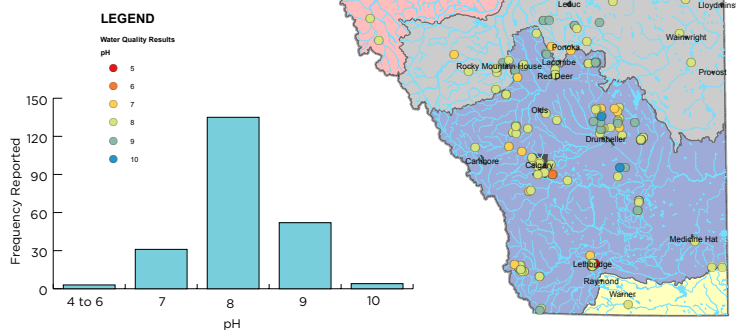 LEGEND
Water Quality Results
pH
5
6
7
8
9
10
Frequency Reported
150
120
90
60
30
0
4 to 6
7
8
9
10
pH
Leduc
Lloydminst
Wainwright
Ponoka
Rocky Mountain House
Lacombe
Red Deer
Provost
Olds
Drumheller
Canmore
Calgary
Medicine Hat
Lethbridge
Raymond
Warner